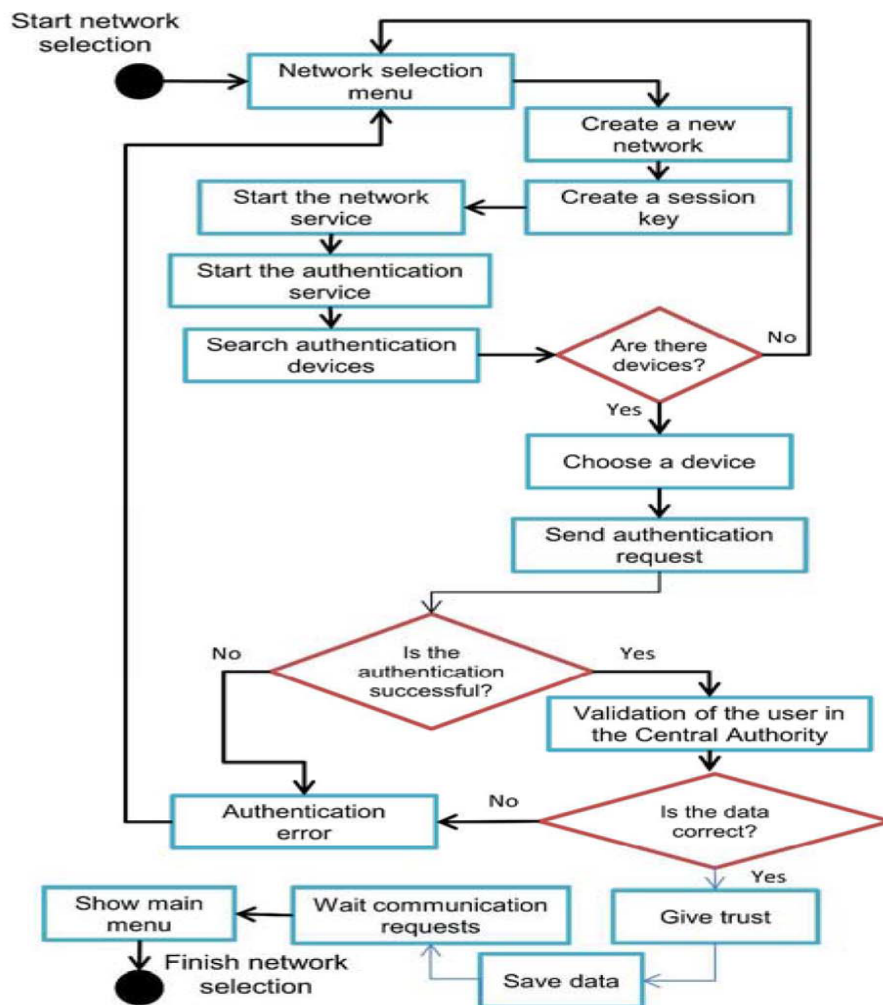 Start network
selection
Network selection
menu
Create a new
network
Create a session
key
Start the network
service
Start the authentication
service
Search authentication
devices
Are there
devices?
No
Yes
Choose a device
Send authentication
request
Is the
authentication
successful?
No
Yes
Validation of the user in
the Central Authority
Is the data
correct?
No
Authentication
error
Yes
Give trust
Save data
Wait communication
requests
Show main
menu
Finish network
selection